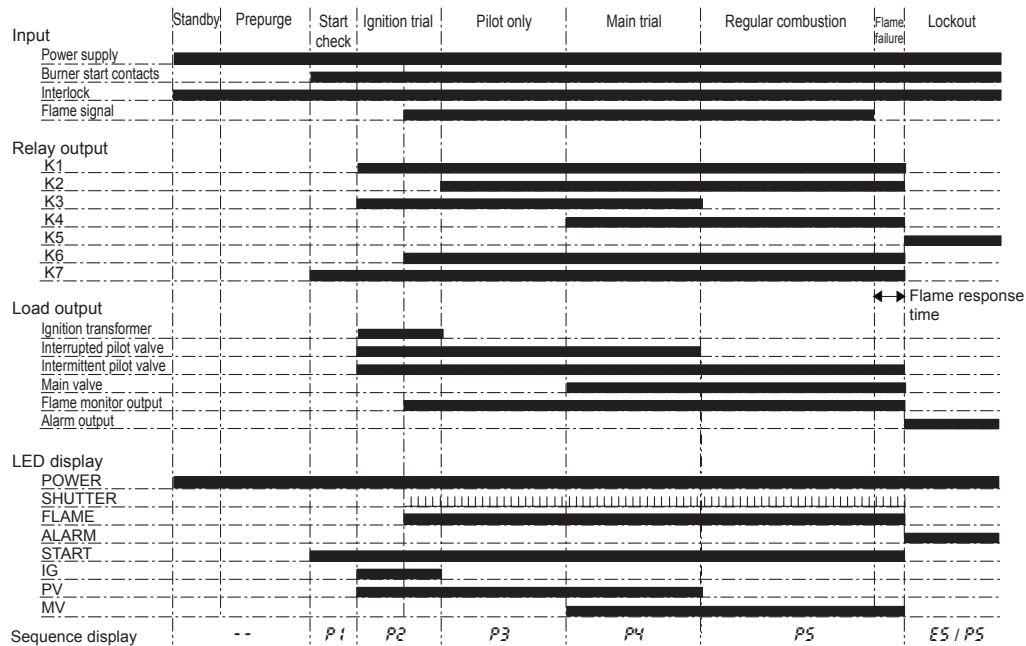 Standby Prepurge Start check Ignition trial Pilot only Main trial Regular combustion Flame failure Lockout
Input
Power supply
Burner start contacts
Interlock
Flame signal
Relay output
K1
K2
K3
K4
K5
K6
K7
Flame response time
Load output
Ignition transformer
Interrupted pilot valve
Intermittent pilot valve
Main valve
Flame monitor output
Alarm output
LED display
POWER
SHUTTER
FLAME
ALARM
START
IG
PV
MV
Sequence display -- P1 P2 P3 P4 P5 E5 / P5